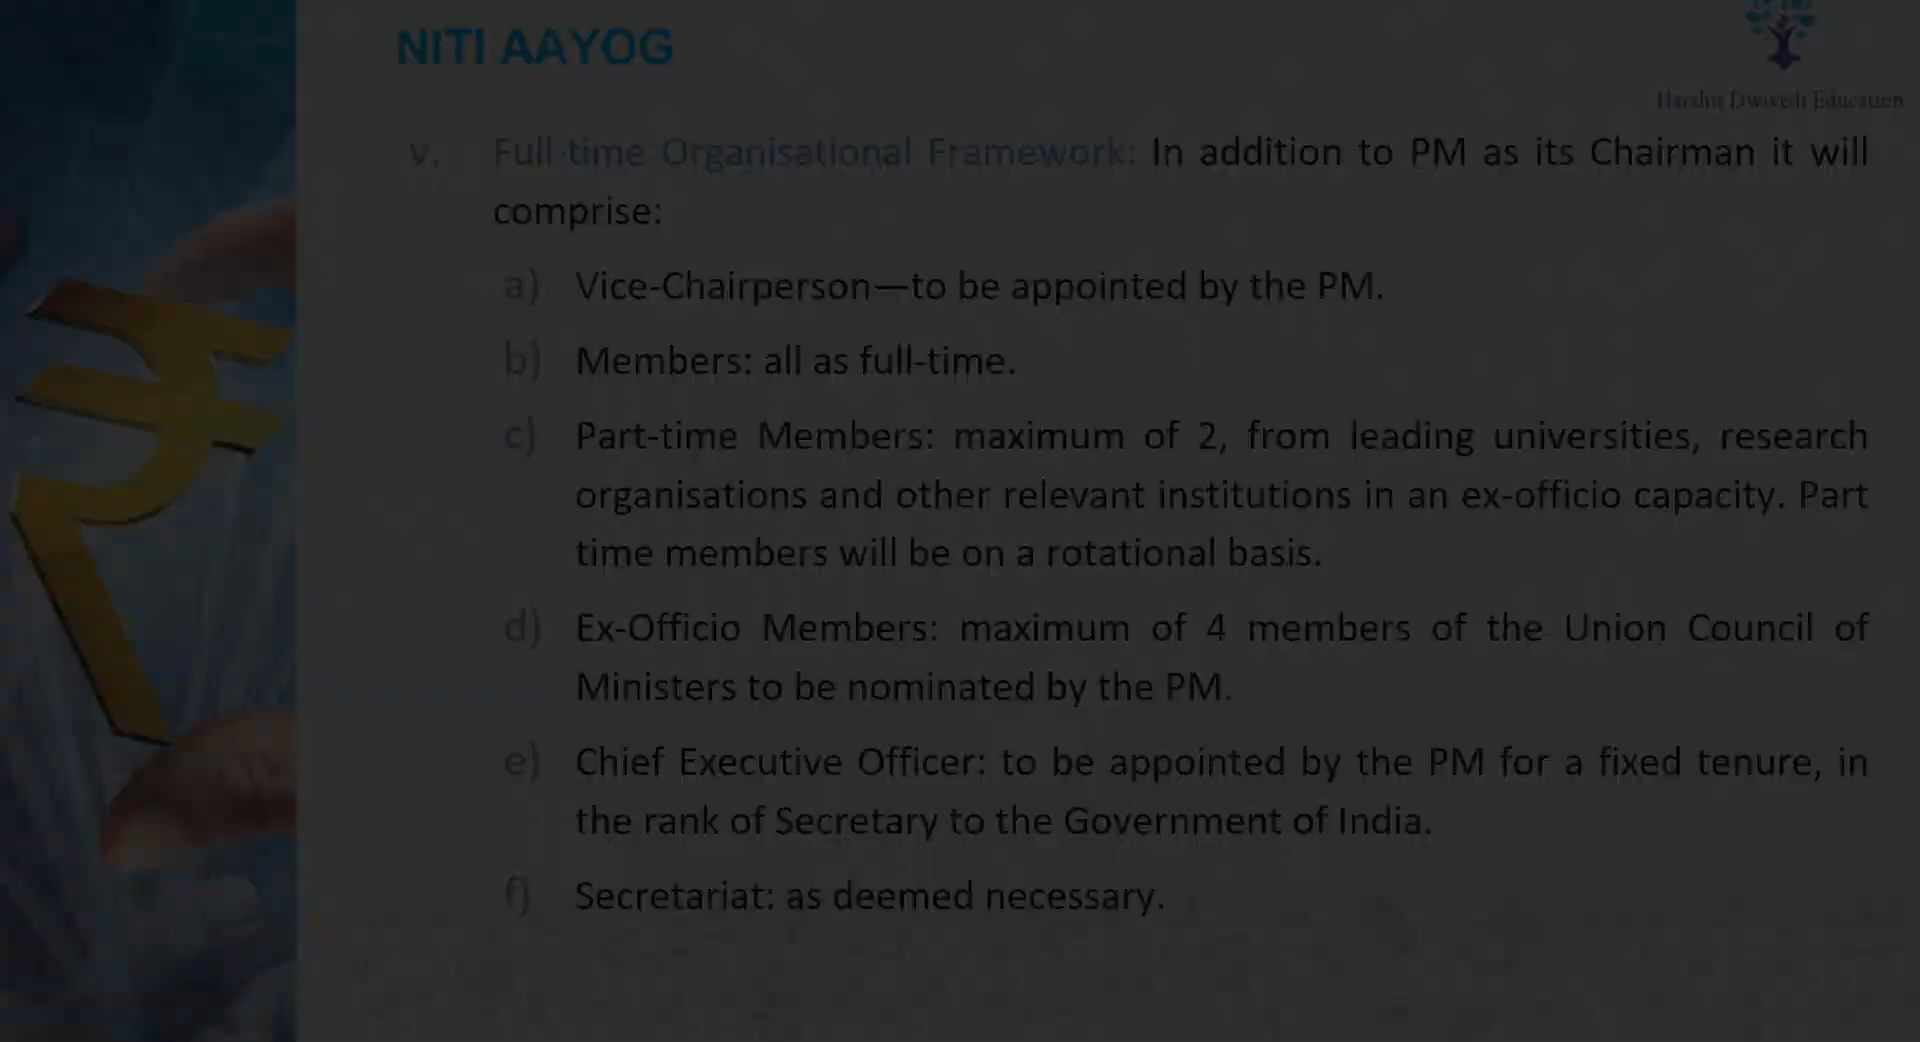 NITI AAYOG
Harshit Dwivedi Education
v. Full-time Organisational Framework: In addition to PM as its Chairman it will
comprise:
a) Vice-Chairperson—to be appointed by the PM.
b) Members: all as full-time.
c) Part-time Members: maximum of 2, from leading universities, research
organisations and other relevant institutions in an ex-officio capacity. Part
time members will be on a rotational basis.
d) Ex-Officio Members: maximum of 4 members of the Union Council of
Ministers to be nominated by the PM.
e) Chief Executive Officer: to be appointed by the PM for a fixed tenure, in
the rank of Secretary to the Government of India.
f) Secretariat: as deemed necessary.